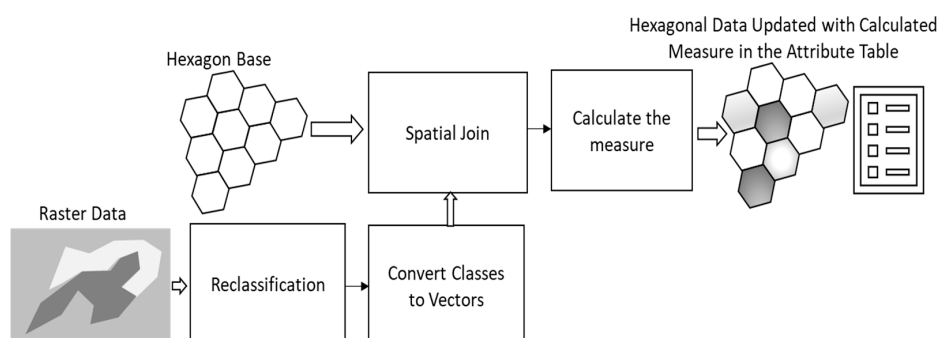 Hexagonal Data Updated with Calculated
Measure in the Attribute Table
Hexagon Base
Spatial Join
Calculate the
measure
Raster Data
Reclassification
Convert Classes
to Vectors